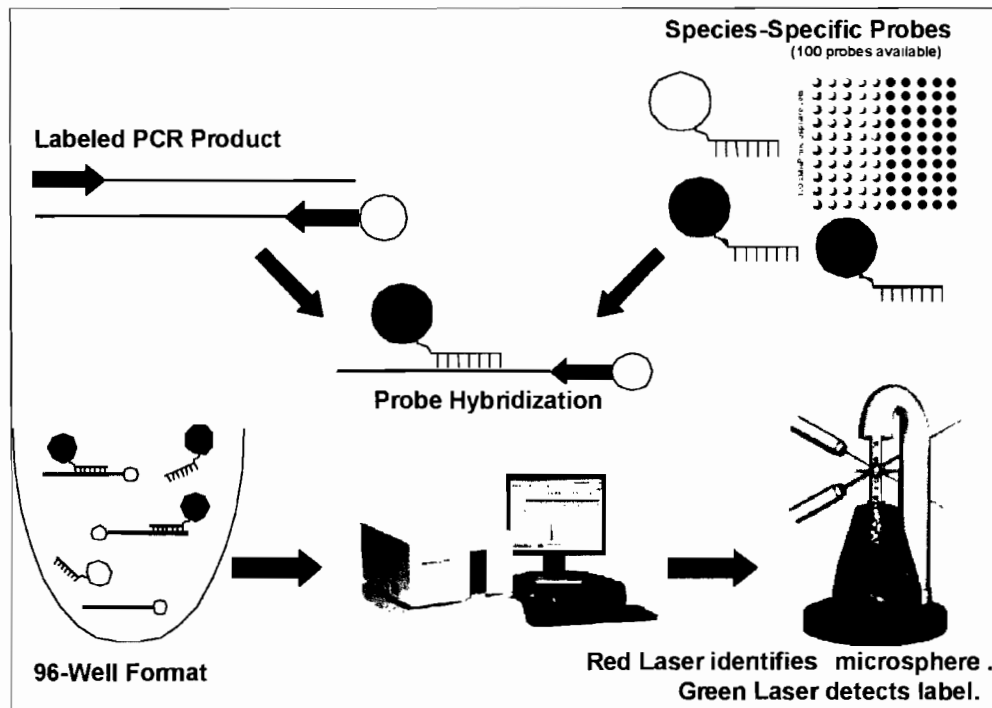 Species-Specific Probes
(100 probes available)
Labeled PCR Product
Probe Hybridization
96-Well Format
Red Laser identifies microsphere .
Green Laser detects label.